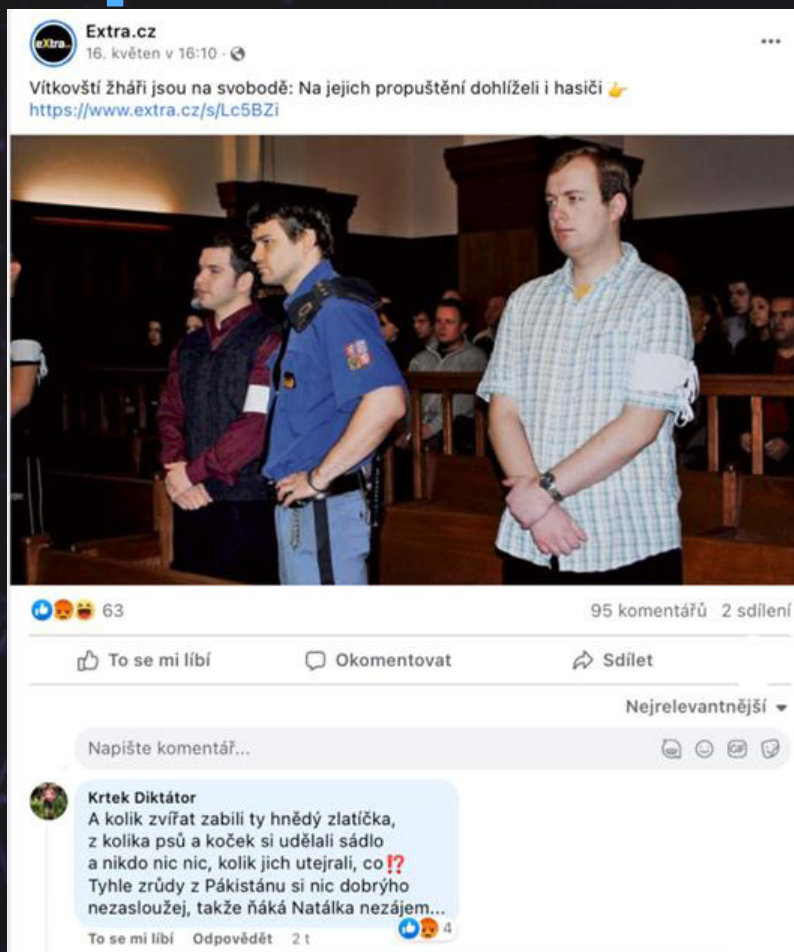 eXtra.
Extra.cz
16. květen v 16:10 ·
Vítkovští žháři jsou na svobodě: Na jejich propuštění dohlíželi i hasiči 👉
https://www.extra.cz/s/Lc5BZi
63
95 komentářů 2 sdílení
To se mi líbí Okomentovat Sdílet
Nejrelevantnější
Napište komentář...
GIF
Krtek Diktátor
A kolik zvířat zabili ty hnědý zlatíčka,
z kolika psů a koček si udělali sádlo
a nikdo nic nic, kolik jich utejrali, co⁉️
Tyhle zrůdy z Pákistánu si nic dobrýho
nezasloužej, takže ňáká Natálka nezájem...
4
To se mi líbí Odpovědět 2 t